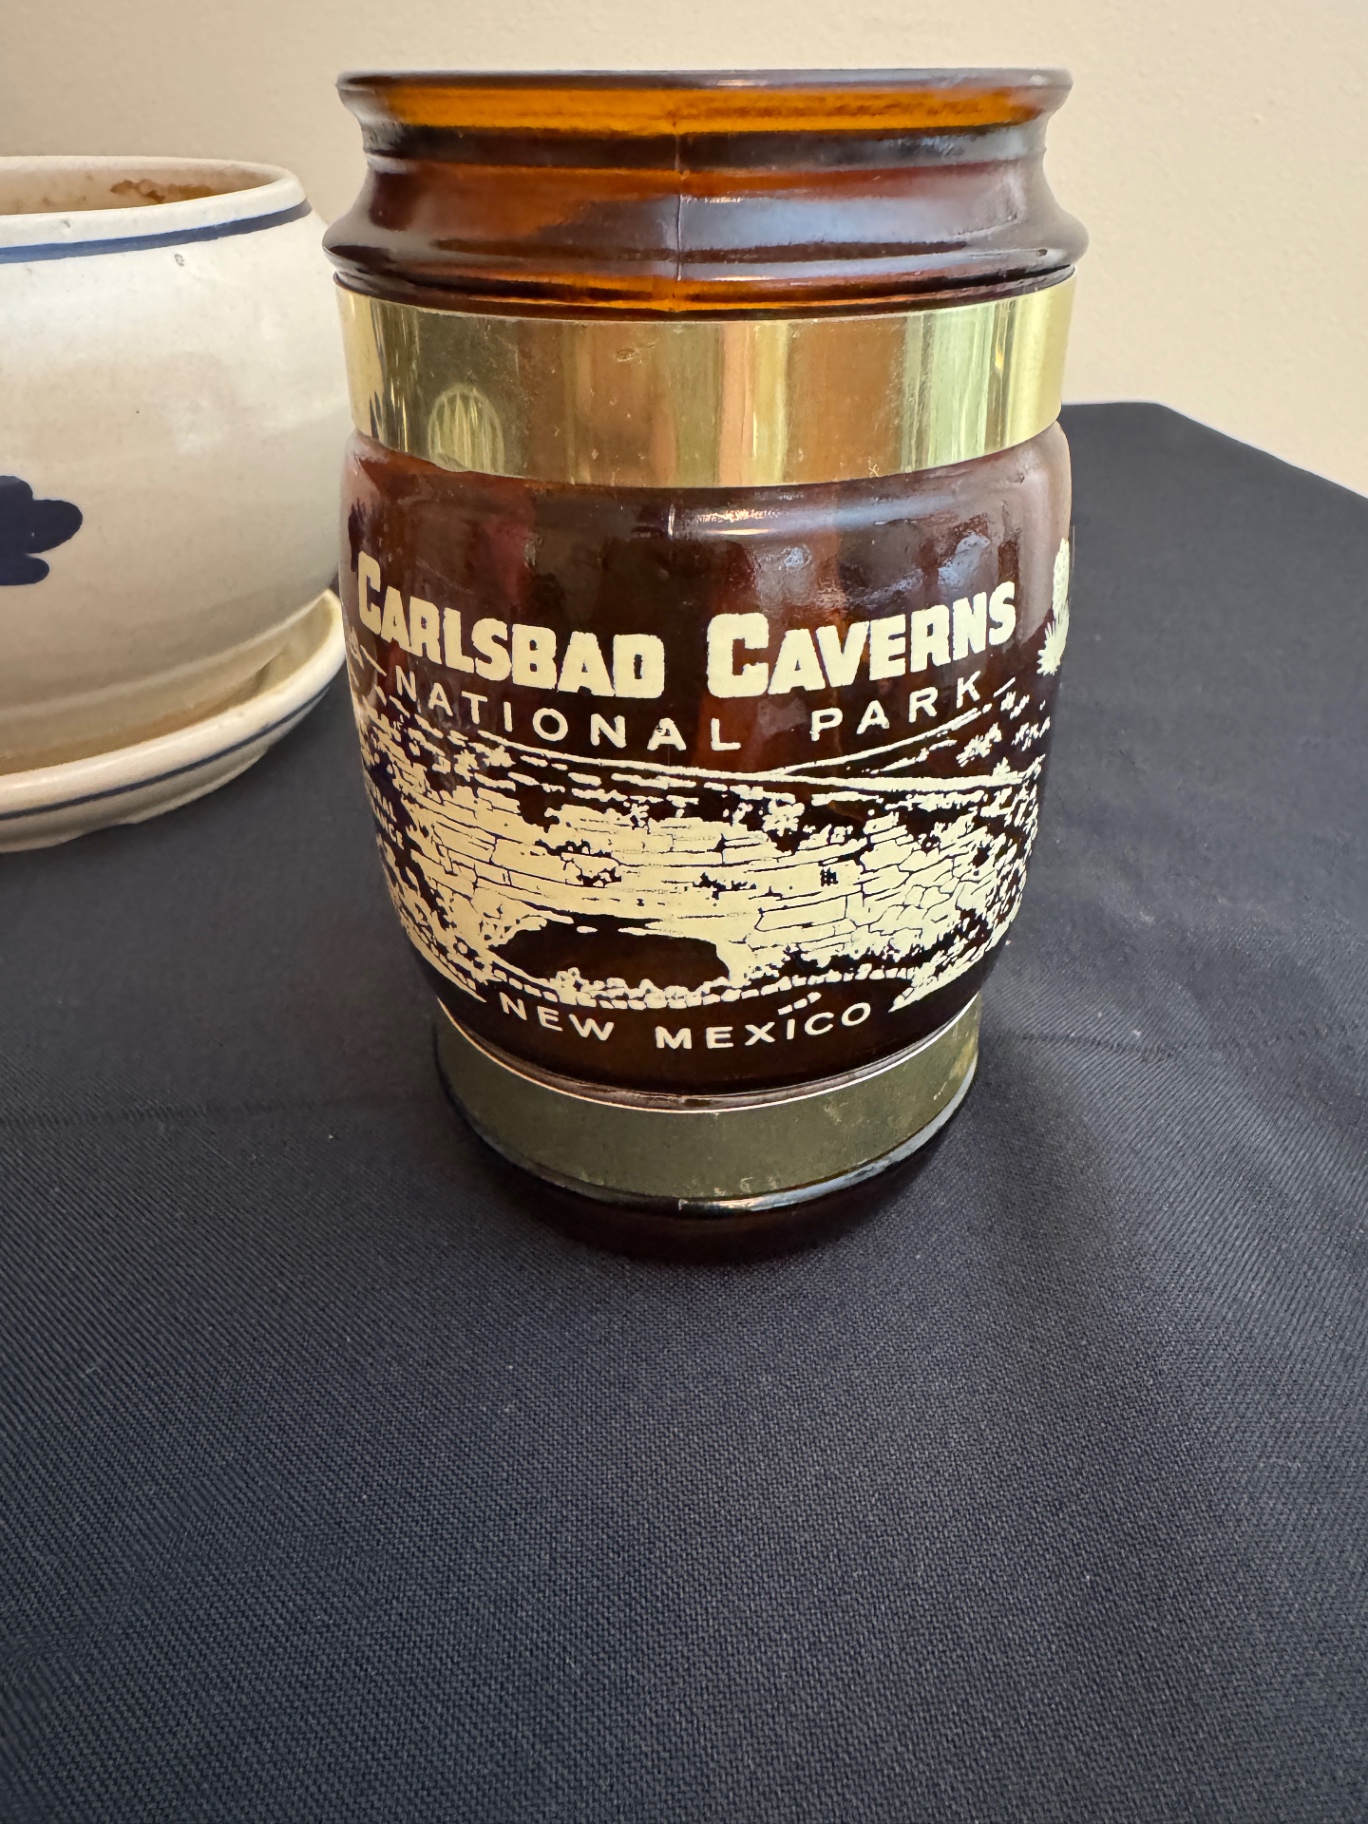 CARLSBAD CAVERNS
NATIONAL PARK
NEW MEXICO